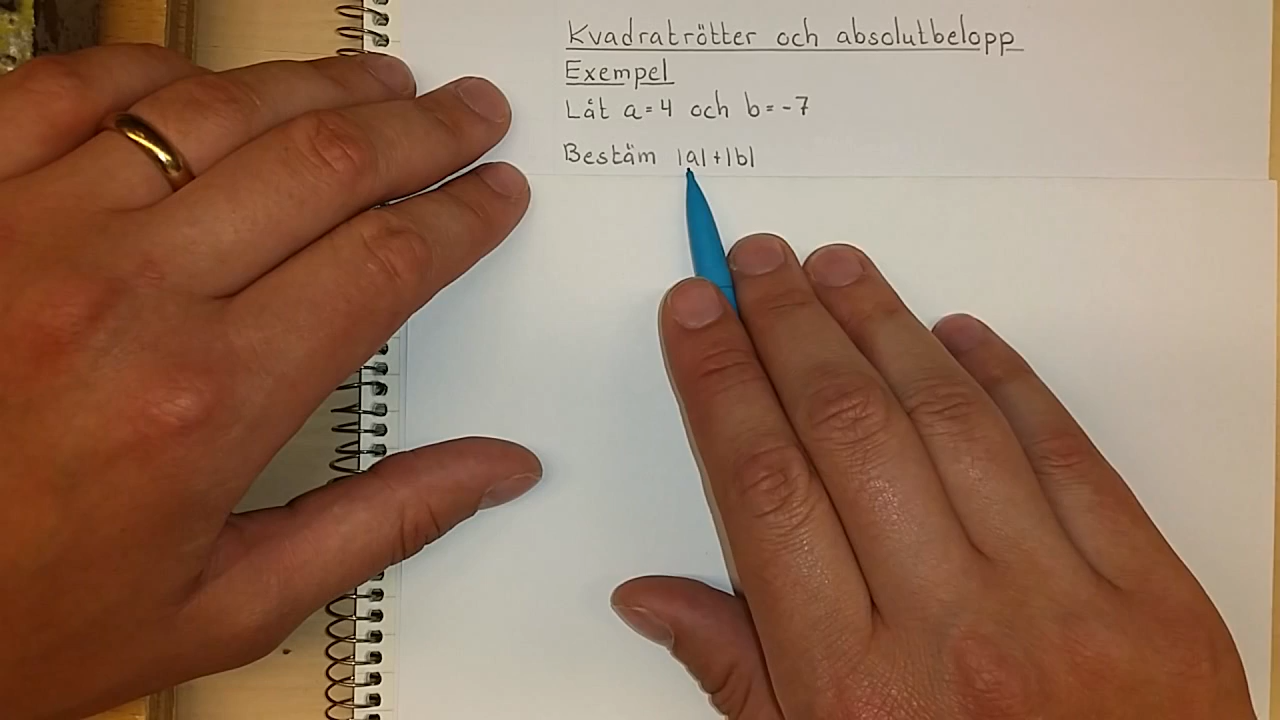 Kvadratrötter och absolutbelopp
Exempel
Låt a = 4 och b = -7
Bestäm |a|+|b|